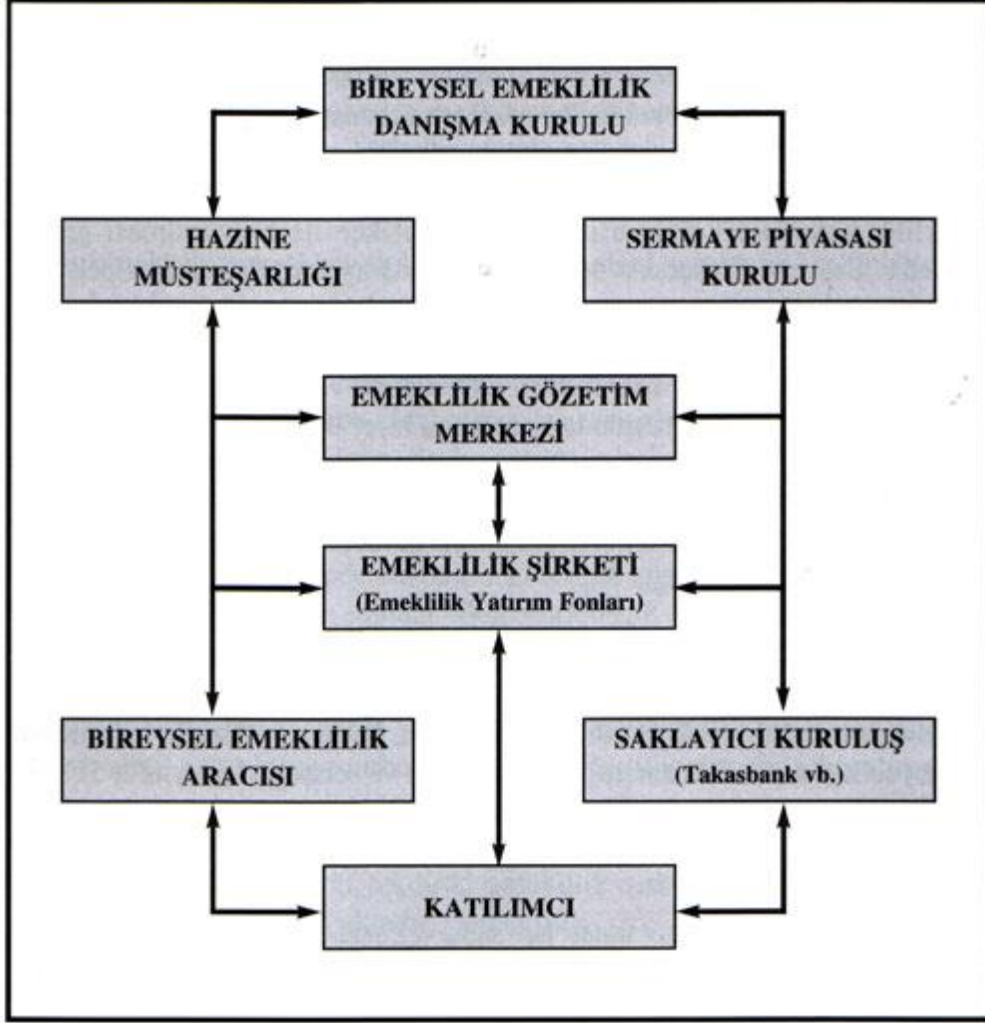 BİREYSEL EMEKLİLİK
DANIŞMA KURULU
HAZİNE
MÜSTEŞARLIĞI
SERMAYE PİYASASI
KURULU
EMEKLİLİK GÖZETİM
MERKEZİ
EMEKLİLİK ŞİRKETİ
(Emeklilik Yatırım Fonları)
BİREYSEL EMEKLİLİK
ARACISI
SAKLAYICI KURULUŞ
(Takasbank vb.)
KATILIMCI